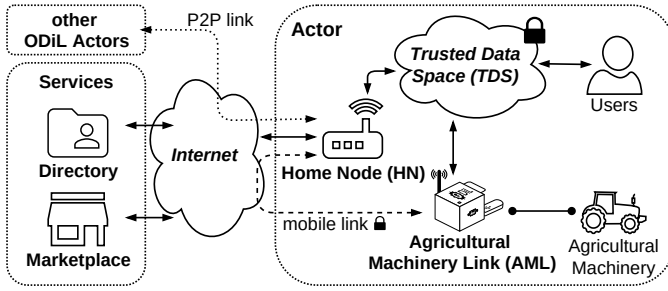 other
ODiL Actors
P2P link
Services
Directory
Marketplace
Internet
Actor
Trusted Data
Space (TDS)
Users
Home Node (HN)
mobile link
Agricultural
Machinery Link (AML)
Agricultural
Machinery